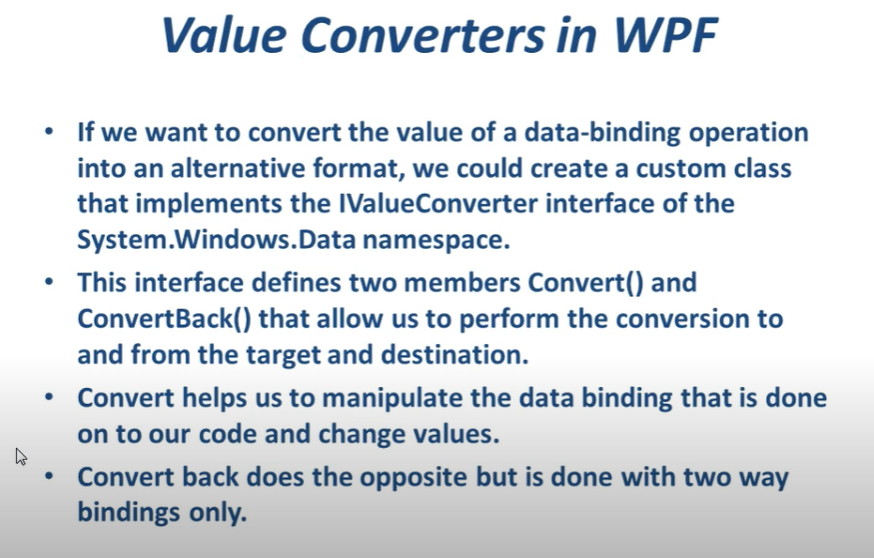 Value Converters in WPF
• If we want to convert the value of a data-binding operation
into an alternative format, we could create a custom class
that implements the IValueConverter interface of the
System.Windows.Data namespace.
• This interface defines two members Convert() and
ConvertBack() that allow us to perform the conversion to
and from the target and destination.
• Convert helps us to manipulate the data binding that is done
on to our code and change values.
• Convert back does the opposite but is done with two way
bindings only.